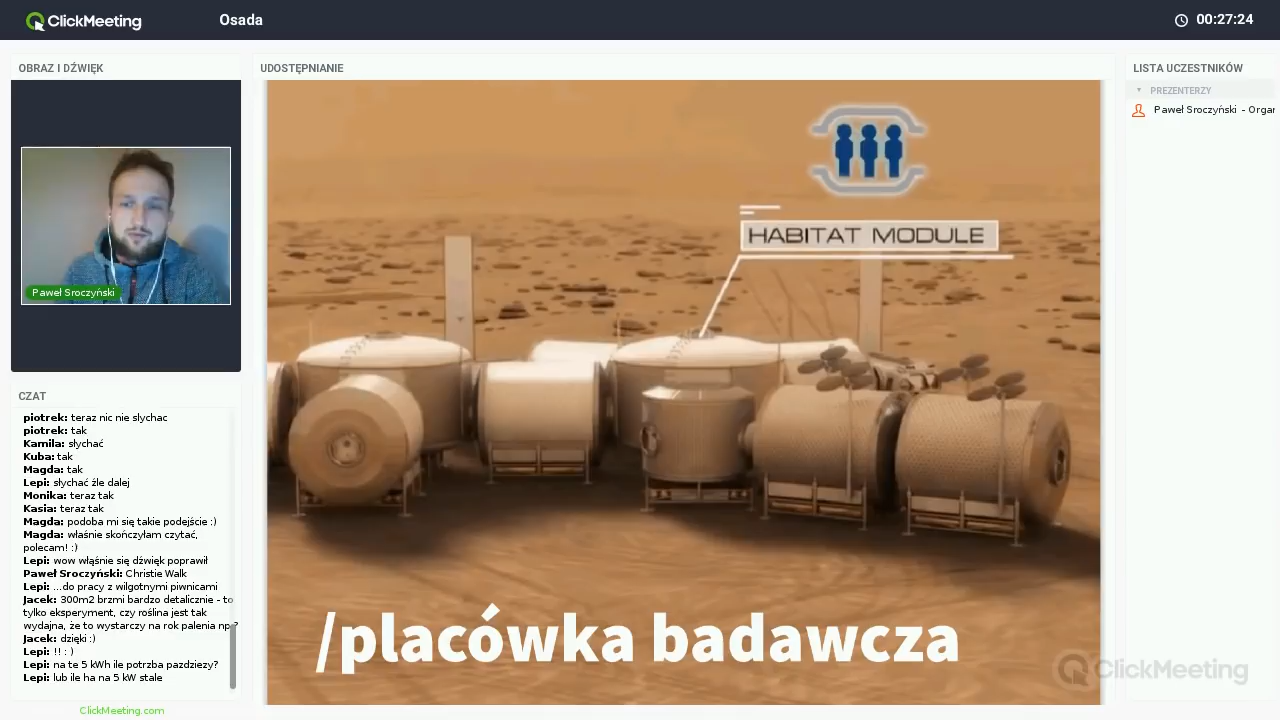 ClickMeeting
Osada
00:27:24
OBRAZ I DŹWIĘK
UDOSTĘPNIANIE
LISTA UCZESTNIKÓW
PREZENTERZY
Paweł Sroczyński - Organ
Paweł Sroczyński
HABITAT MODULE
CZAT
piotrek: teraz nic nie slychac
piotrek: tak
Kamila: słychać
Kuba: tak
Magda: tak
Lepi: słychać źle dalej
Monika: teraz tak
Kasia: teraz tak
Magda: podoba mi się takie podejście :)
Magda: właśnie skończyłam czytać,
polecam! :)
Lepi: wow włąśnie się dźwięk poprawił
Paweł Sroczyński: Christie Walk
Lepi: ...do pracy z wilgotnymi piwnicami
Jacek: 300m2 brzmi bardzo detalicznie - to
tylko eksperyment, czy roślina jest tak
wydajna, że to wystarczy na rok palenia np?
Jacek: dzięki :)
Lepi: !! : )
Lepi: na te 5 kWh ile potrzba pazdziezy?
Lepi: lub ile ha na 5 kW stale
/placówka badawcza
ClickMeeting
ClickMeeting.com